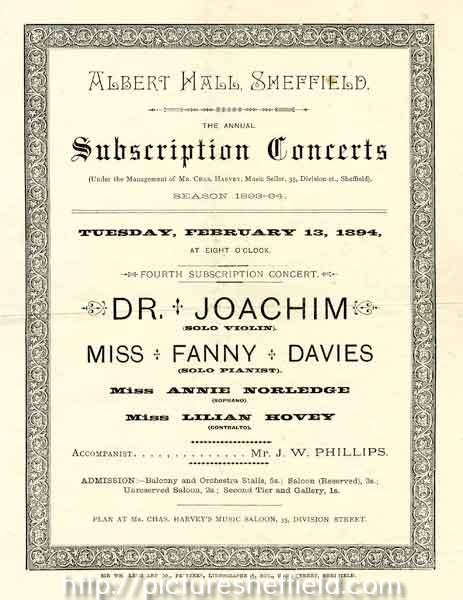 ALBERT HALL, SHEFFIELD.
THE ANNUAL
Subscription Concerts
(Under the Management of MR. CHAS. HARVEY, Music Seller, 35, Division-st., Sheffield).
SEASON 1893-94.
TUESDAY, FEBRUARY 13, 1894,
AT EIGHT O'CLOCK.
FOURTH SUBSCRIPTION CONCERT.
DR. JOACHIM
(SOLO VIOLIN).
MISS FANNY DAVIES
(SOLO PIANIST).
Miss ANNIE NORLEDGE
(SOPRANO).
Miss LILIAN HOVEY
(CONTRALTO).
ACCOMPANIST . . . . . . . . . . . . . . MR. J. W. PHILLIPS.
ADMISSION:—Balcony and Orchestra Stalls, 5s.; Saloon (Reserved), 3s.;
Unreserved Saloon, 2s.; Second Tier and Gallery, 1s.
PLAN AT MR. CHAS. HARVEY'S MUSIC SALOON, 35, DIVISION STREET.
STREET, SHEFFIELD.
http://picturesheffield.com